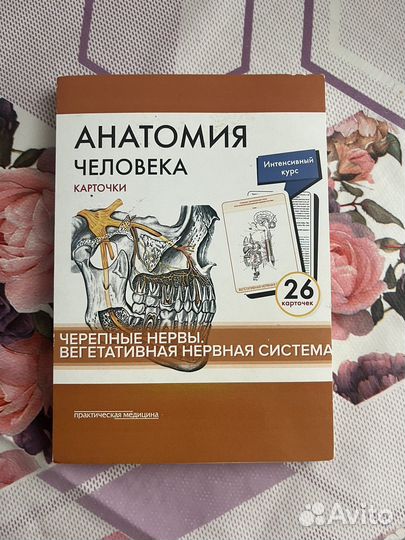 АНАТОМИЯ
ЧЕЛОВЕКА
КАРТОЧКИ
Интенсивный
курс
26
карточек
ЧЕРЕПНЫЕ НЕРВЫ.
ВЕГЕТАТИВНАЯ НЕРВНАЯ СИСТЕМА
практическая медицина
Avito